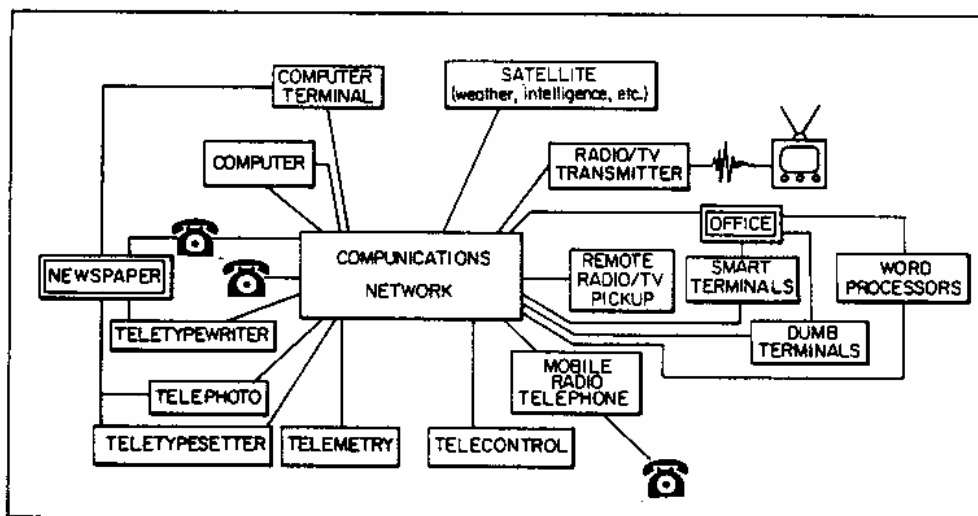 COMPUTER
TERMINAL
SATELLITE
(weather, intelligence, etc.)
COMPUTER
RADIO/TV
TRANSMITTER
OFFICE
NEWSPAPER
COMPUNICATIONS
NETWORK
REMOTE
RADIO/TV
PICKUP
SMART
TERMINALS
WORD
PROCESSORS
TELETYPEWRITER
DUMB
TERMINALS
TELEPHOTO
MOBILE
RADIO
TELEPHONE
TELETYPESETTER
TELEMETRY
TELECONTROL